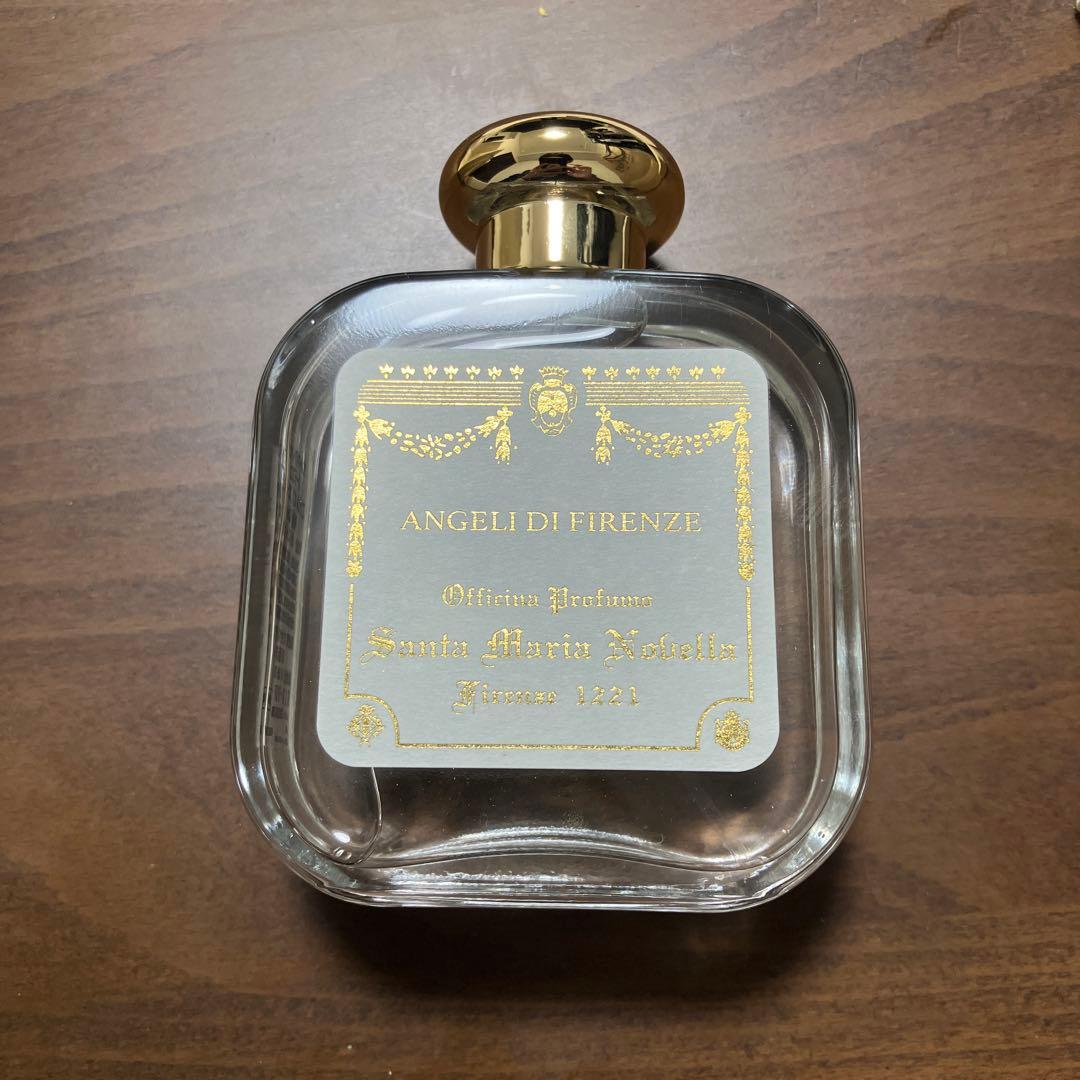 ANGELI DI FIRENZE
Officina Profumo
Santa Maria Novella
Firenze 1221